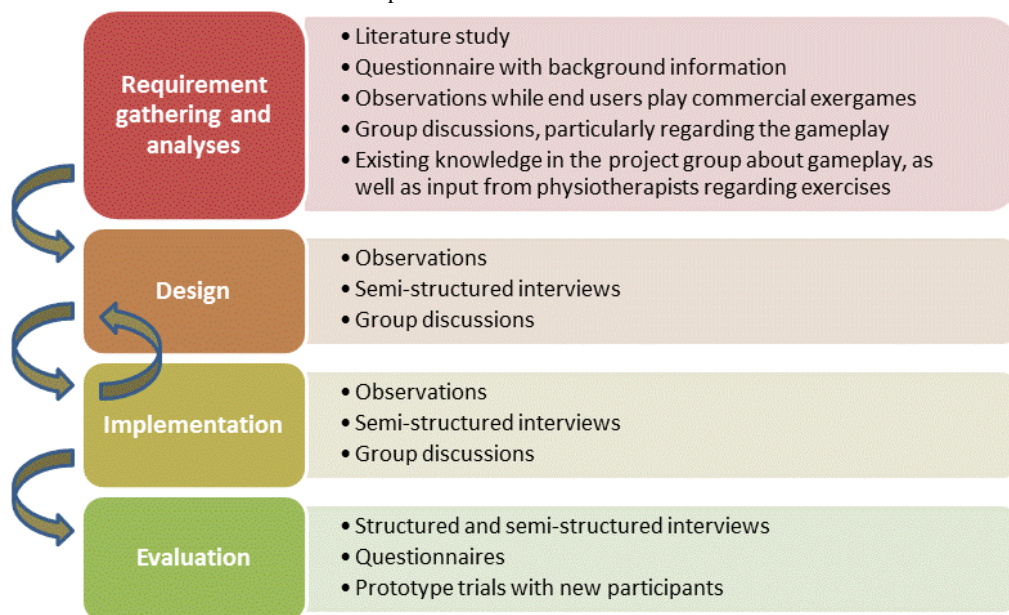 Requirement
gathering and
analyses
• Literature study
• Questionnaire with background information
• Observations while end users play commercial exergames
• Group discussions, particularly regarding the gameplay
• Existing knowledge in the project group about gameplay, as
well as input from physiotherapists regarding exercises
Design
• Observations
• Semi-structured interviews
• Group discussions
Implementation
• Observations
• Semi-structured interviews
• Group discussions
Evaluation
• Structured and semi-structured interviews
• Questionnaires
• Prototype trials with new participants